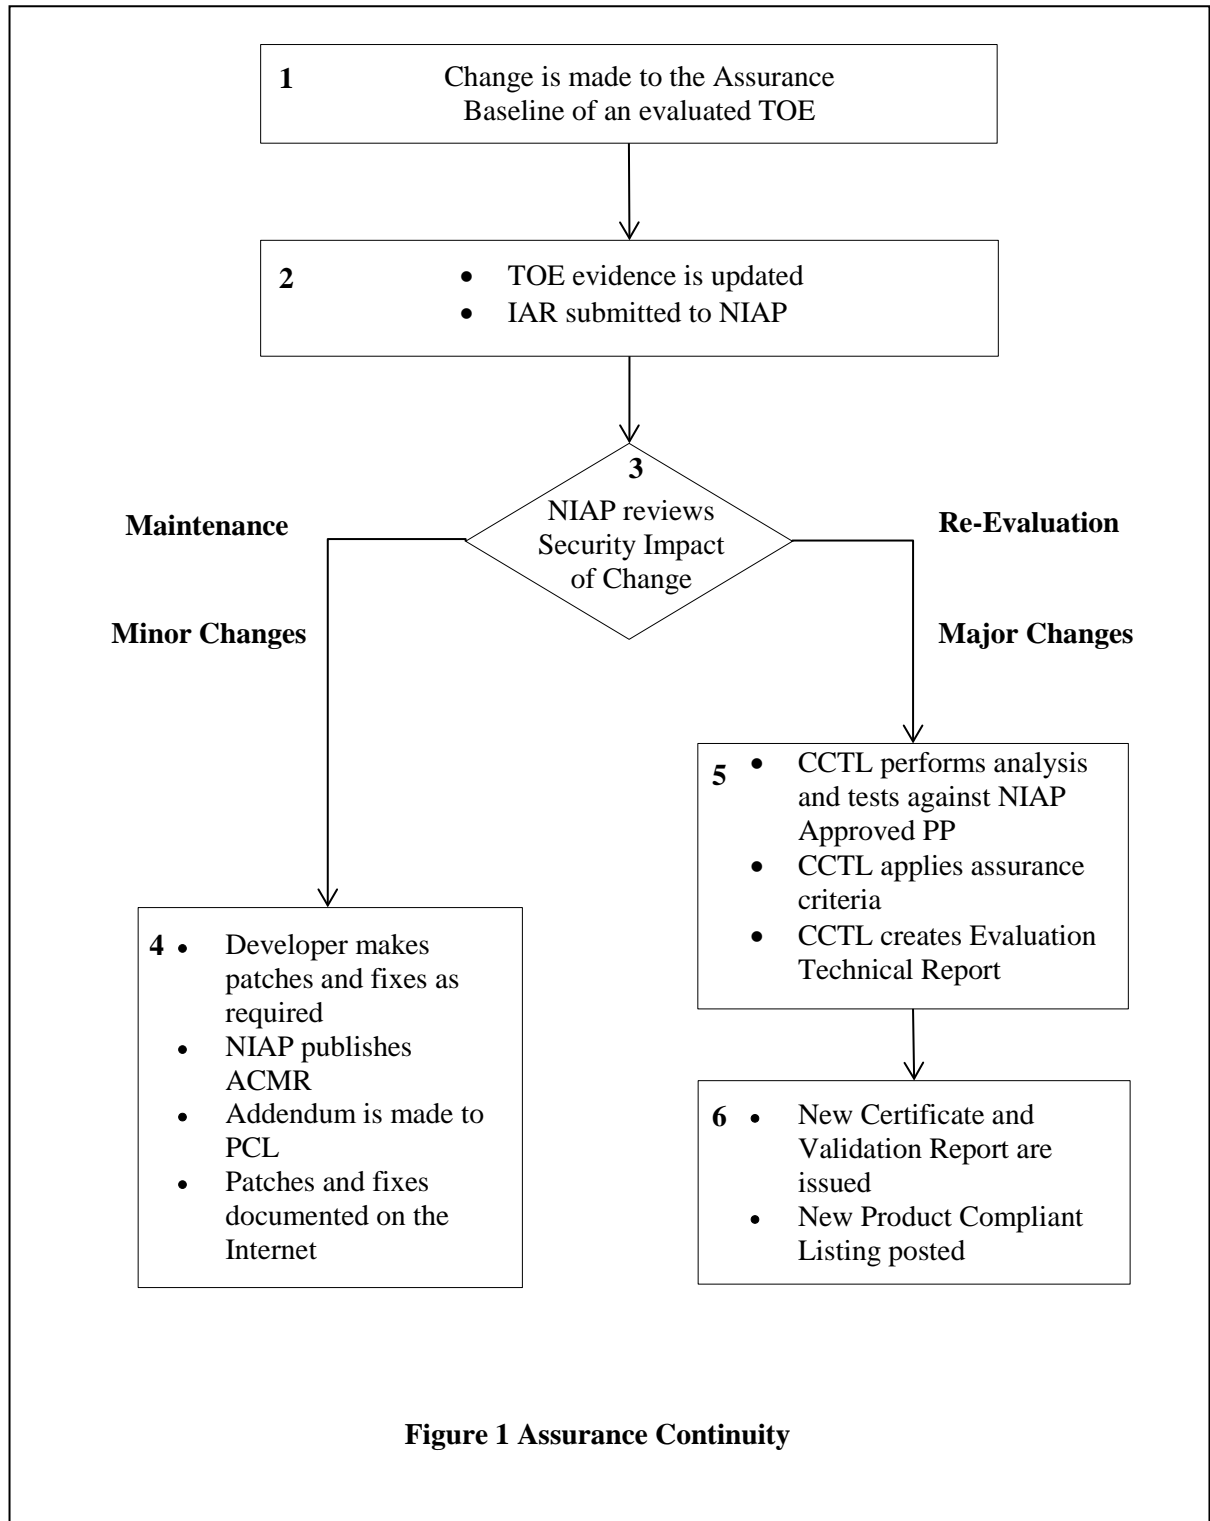 1
Change is made to the Assurance
Baseline of an evaluated TOE
2
• TOE evidence is updated
• IAR submitted to NIAP
3
NIAP reviews
Security Impact
of Change
Maintenance
Minor Changes
Re-Evaluation
Major Changes
4
• Developer makes
patches and fixes as
required
• NIAP publishes
ACMR
• Addendum is made to
PCL
• Patches and fixes
documented on the
Internet
5
• CCTL performs analysis
and tests against NIAP
Approved PP
• CCTL applies assurance
criteria
• CCTL creates Evaluation
Technical Report
6
• New Certificate and
Validation Report are
issued
• New Product Compliant
Listing posted
Figure 1 Assurance Continuity